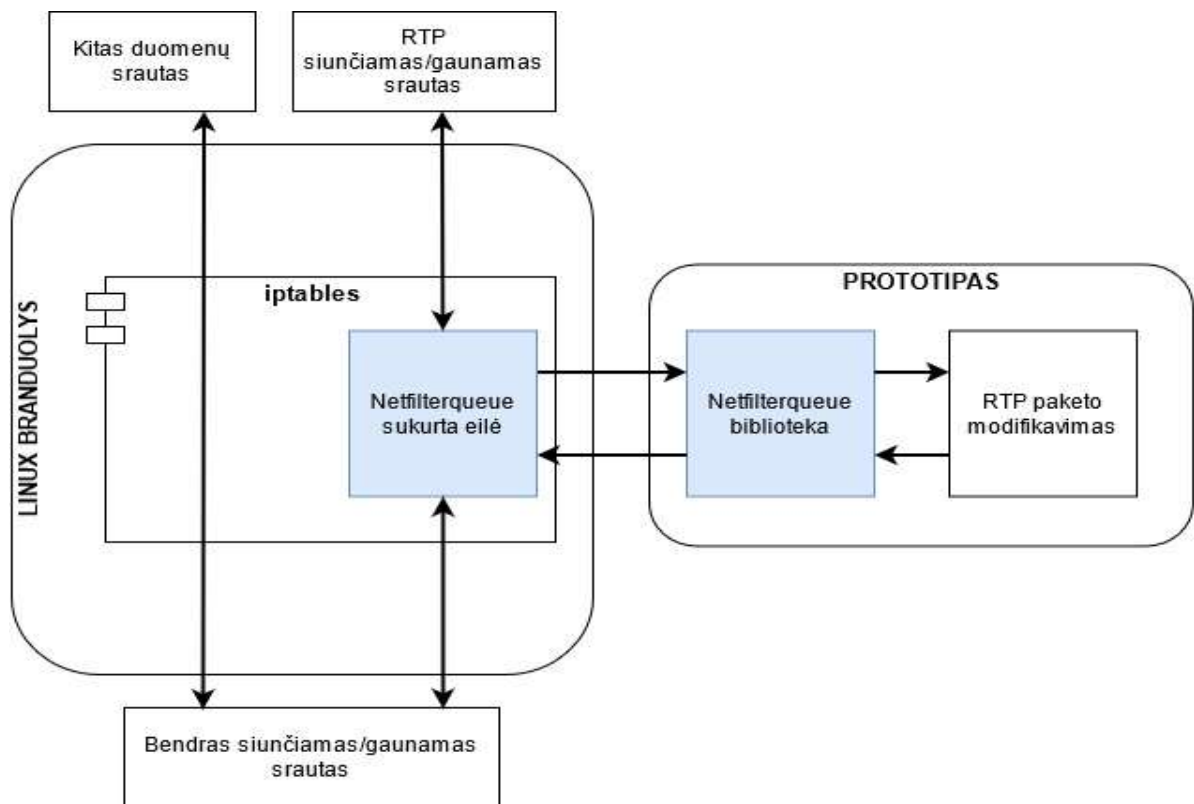 Kitas duomenų
srautas
RTP
siunčiamas/gaunamas
srautas
LINUX BRANDUOLYS
iptables
Netfilterqueue
sukurta eilė
PROTOTIPAS
Netfilterqueue
biblioteka
RTP paketo
modifikavimas
Bendras siunčiamas/gaunamas
srautas